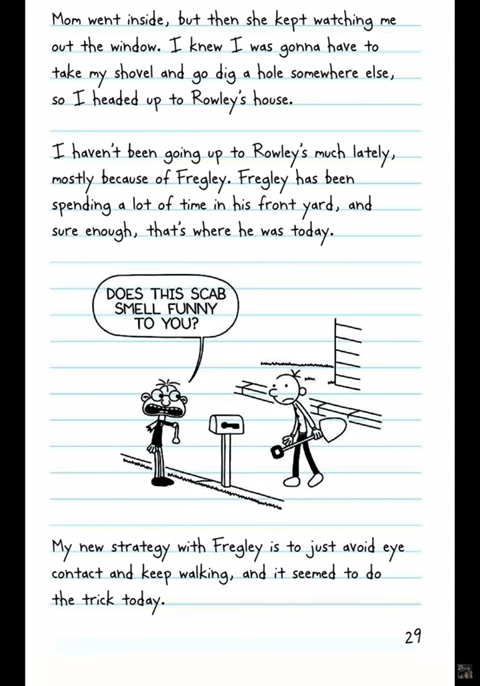 Mom went inside, but then she kept watching me
out the window. I knew I was gonna have to
take my shovel and go dig a hole somewhere else,
so I headed up to Rowley's house.
I haven't been going up to Rowley's much lately,
mostly because of Fregley. Fregley has been
spending a lot of time in his front yard, and
sure enough, that's where he was today.
DOES THIS SCAB
SMELL FUNNY
TO YOU?
My new strategy with Fregley is to just avoid eye
contact and keep walking, and it seemed to do
the trick today.
29